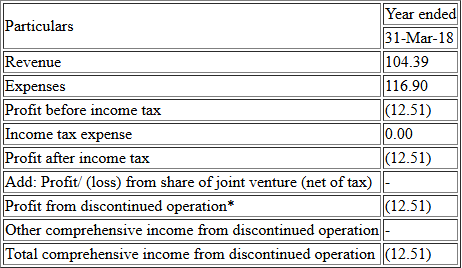 Particulars Year ended
31-Mar-18
Revenue 104.39
Expenses 116.90
Profit before income tax (12.51)
Income tax expense 0.00
Profit after income tax (12.51)
Add: Profit/ (loss) from share of joint venture (net of tax) -
Profit from discontinued operation* (12.51)
Other comprehensive income from discontinued operation -
Total comprehensive income from discontinued operation (12.51)